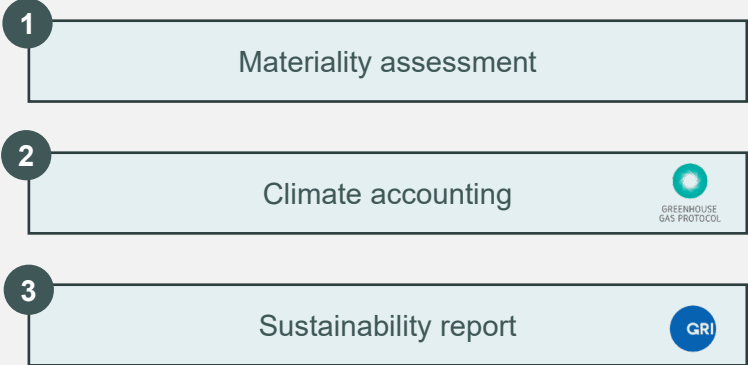 1
Materiality assessment
2
Climate accounting
GREENHOUSE
GAS PROTOCOL
3
Sustainability report
GRI